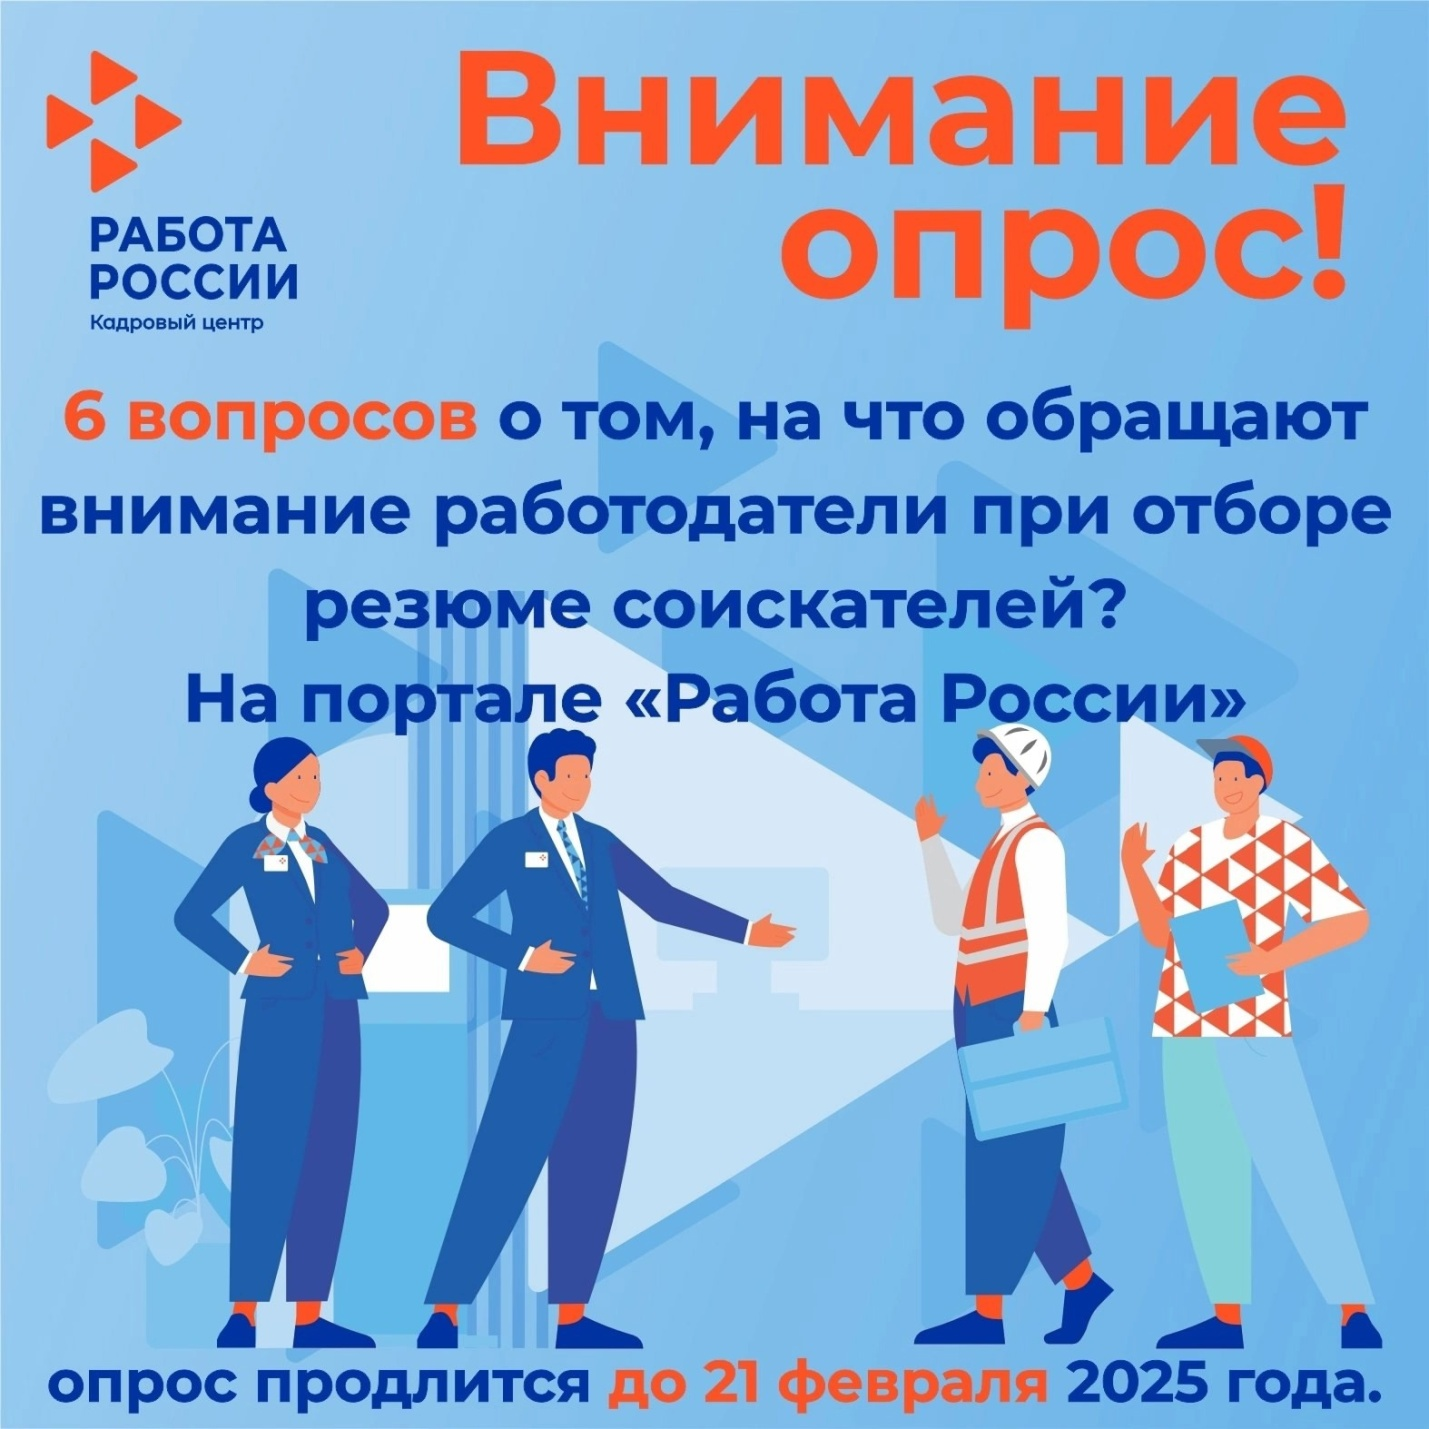 Внимание
опрос!
РАБОТА
РОССИИ
Кадровый центр
6 вопросов о том, на что обращают
внимание работодатели при отборе
резюме соискателей?
На портале «Работа России»
опрос продлится до 21 февраля 2025 года.